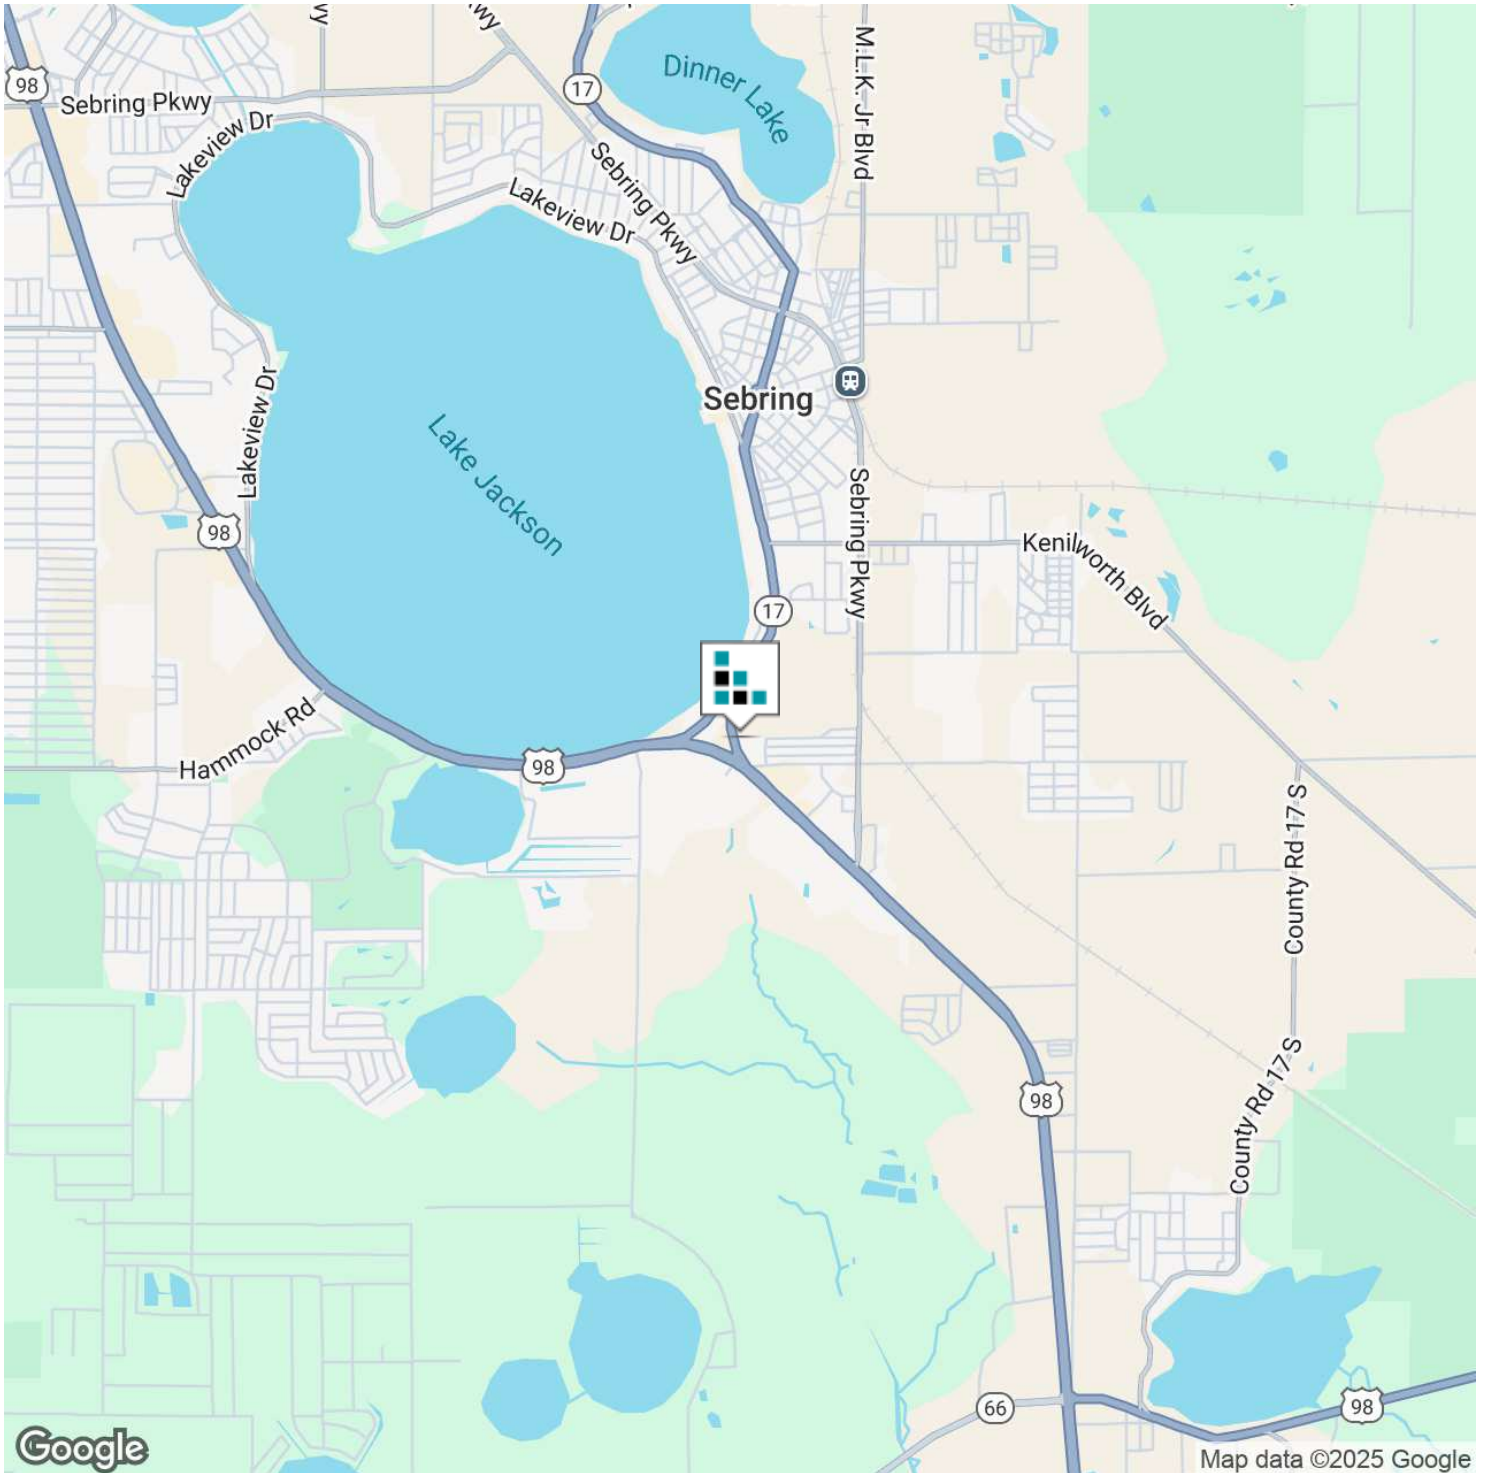 wy
wy
98
Sebring Pkwy
Lakeview Dr
17
Dinner Lake
M.L.K. Jr Blvd
Sebring Pkwy
Lakeview Dr
Sebring
Lakeview Dr
Lake Jackson
98
Sebring Pkwy
Kenilworth Blvd
17
Hammock Rd
98
County Rd 17 S
County Rd 17 S
98
66
98
Google
Map data ©2025 Google